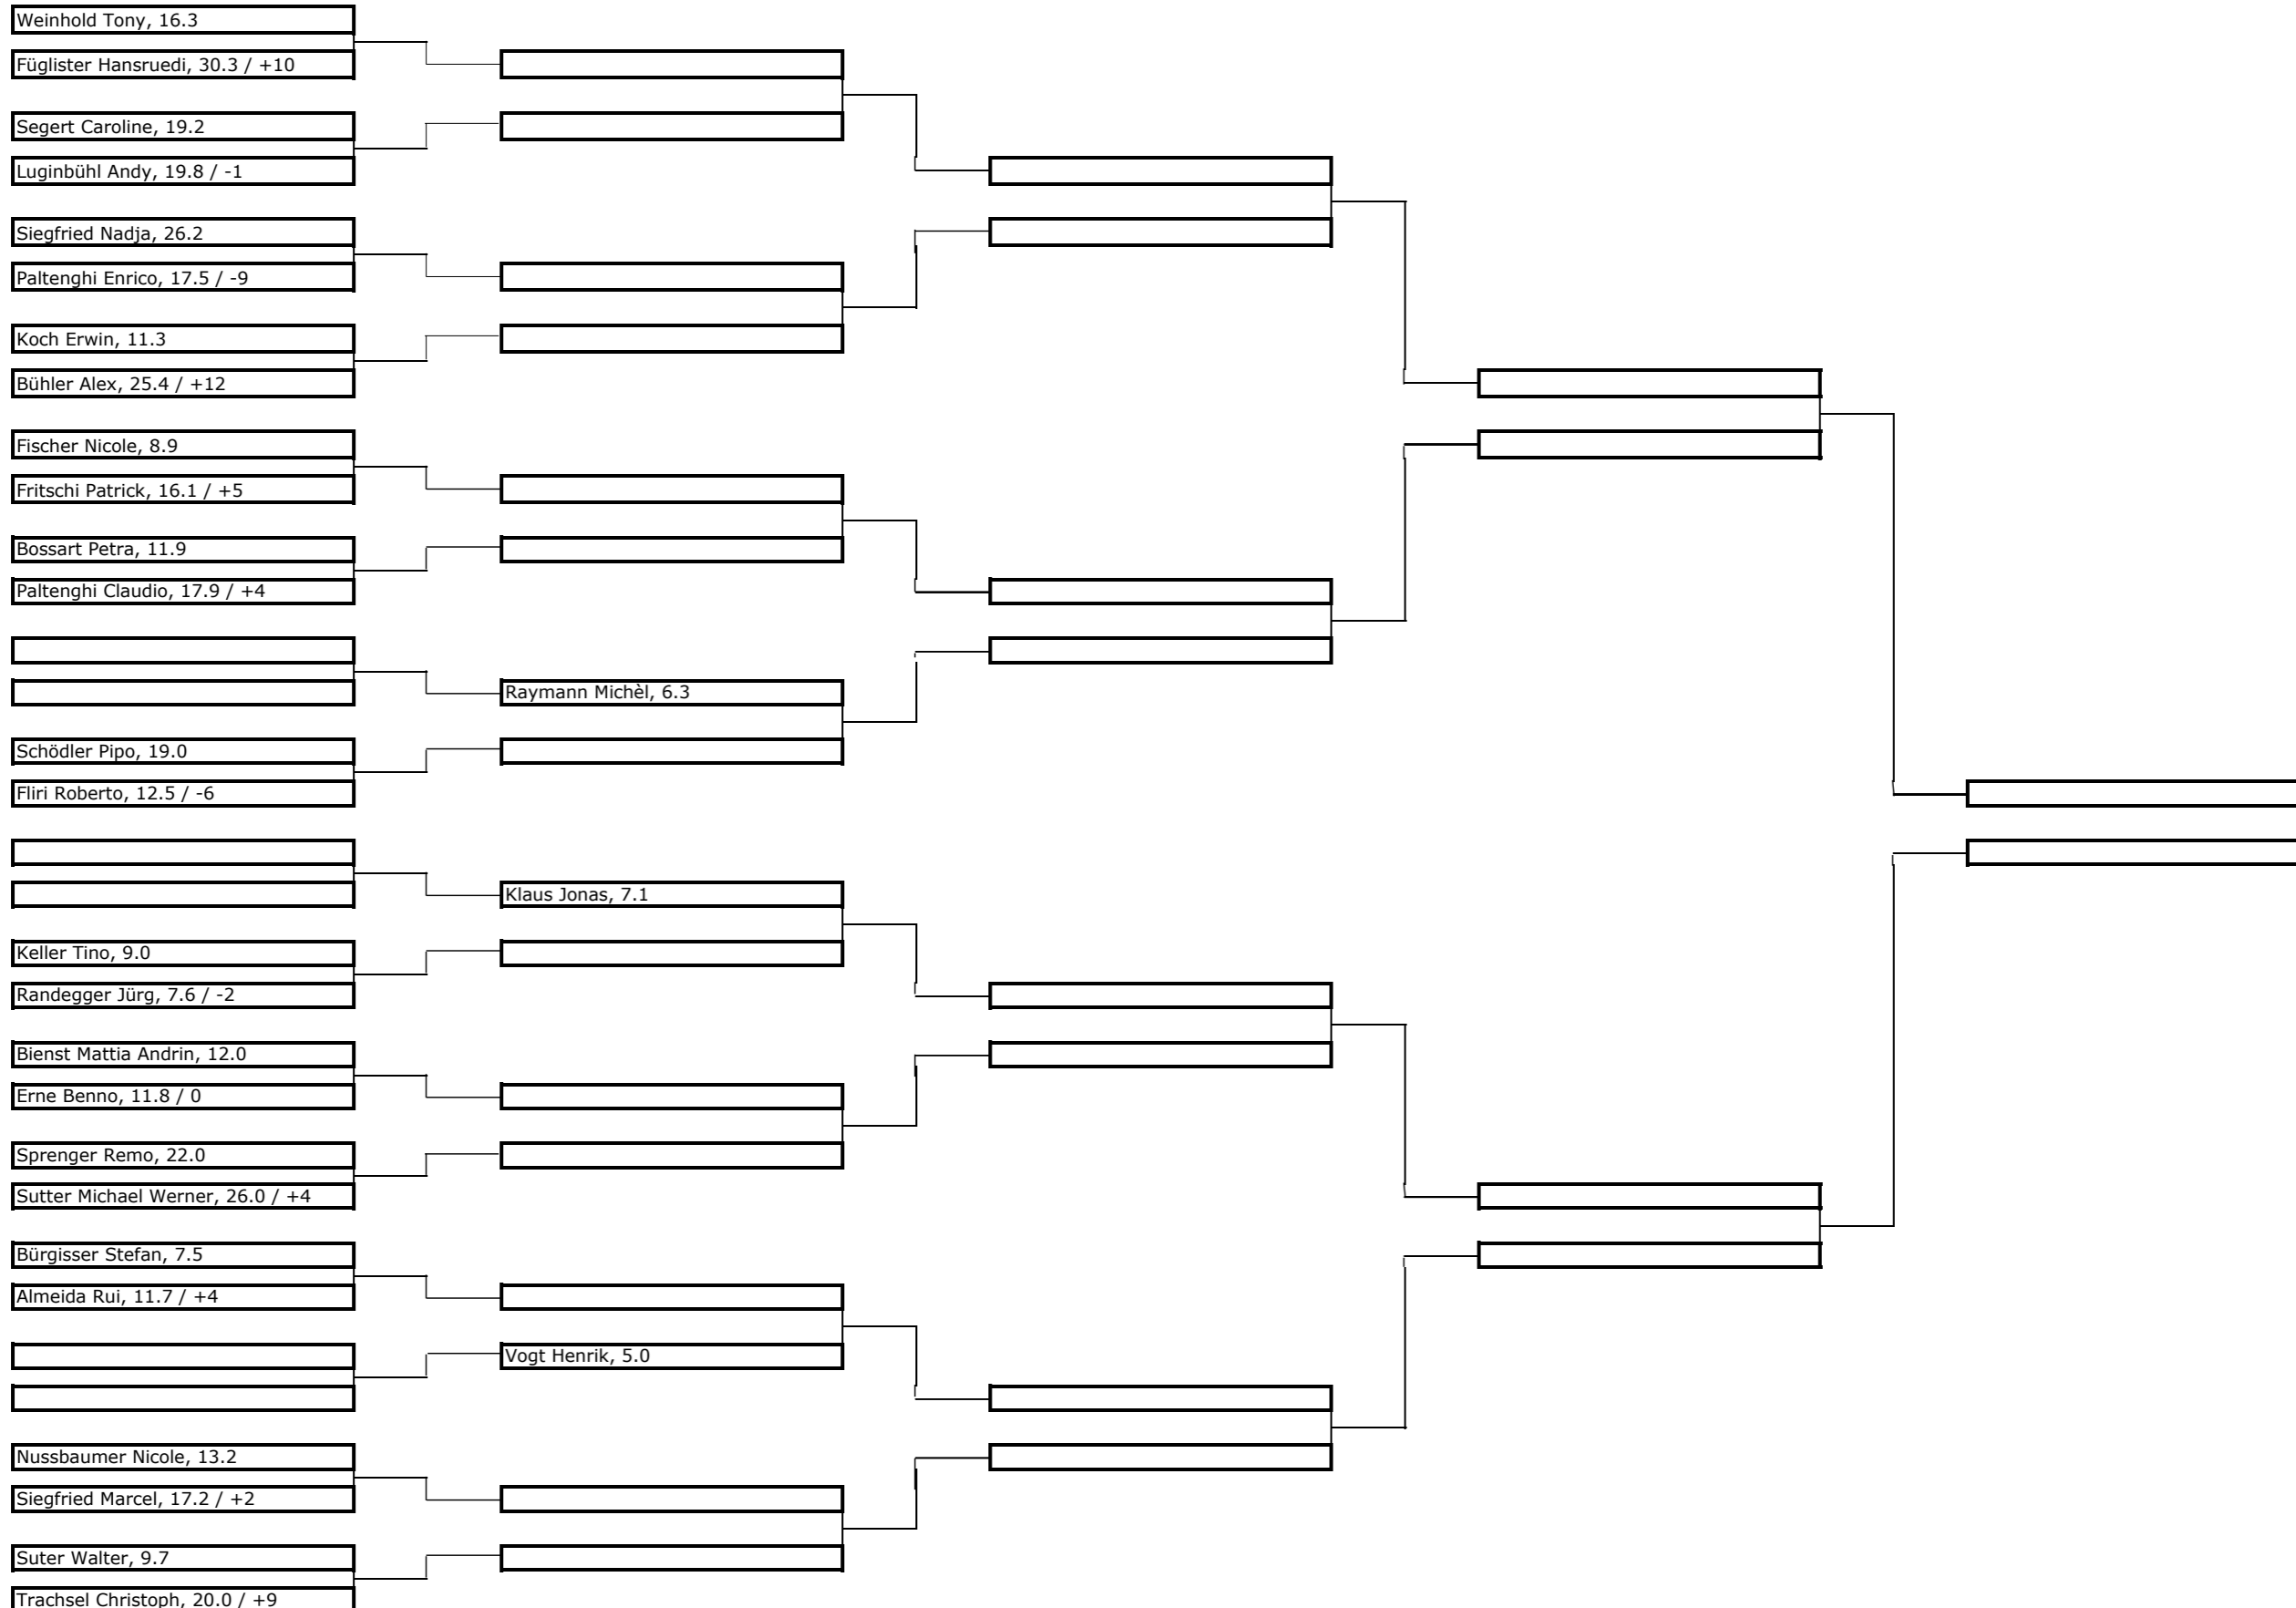 Weinhold Tony, 16.3
Füglister Hansruedi, 30.3 / +10
Segert Caroline, 19.2
Luginbühl Andy, 19.8 / -1
Siegfried Nadja, 26.2
Paltenghi Enrico, 17.5 / -9
Koch Erwin, 11.3
Bühler Alex, 25.4 / +12
Fischer Nicole, 8.9
Fritschi Patrick, 16.1 / +5
Bossart Petra, 11.9
Paltenghi Claudio, 17.9 / +4
Raymann Michèl, 6.3
Schödler Pipo, 19.0
Fliri Roberto, 12.5 / -6
Klaus Jonas, 7.1
Keller Tino, 9.0
Randegger Jürg, 7.6 / -2
Bienst Mattia Andrin, 12.0
Erne Benno, 11.8 / 0
Sprenger Remo, 22.0
Sutter Michael Werner, 26.0 / +4
Bürgisser Stefan, 7.5
Almeida Rui, 11.7 / +4
Vogt Henrik, 5.0
Nussbaumer Nicole, 13.2
Siegfried Marcel, 17.2 / +2
Suter Walter, 9.7
Trachsel Christoph, 20.0 / +9